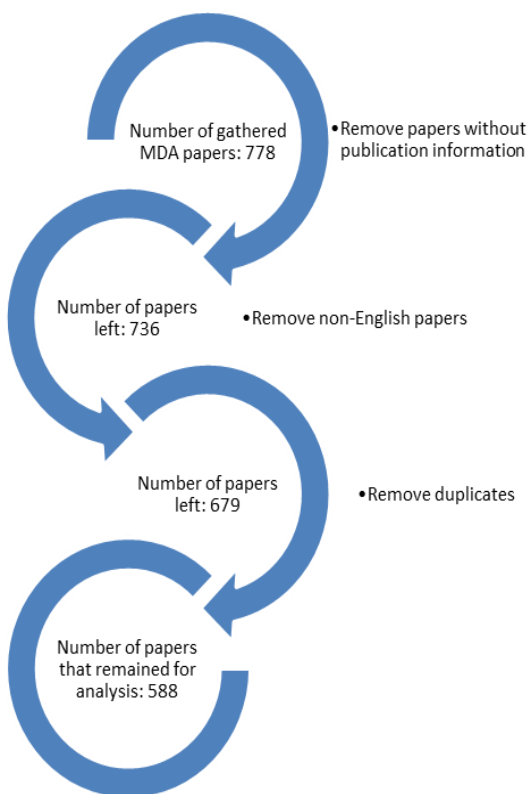 Number of gathered
MDA papers: 778
•Remove papers without
publication information
Number of papers
left: 736
•Remove non-English papers
Number of papers
left: 679
•Remove duplicates
Number of papers
that remained for
analysis: 588